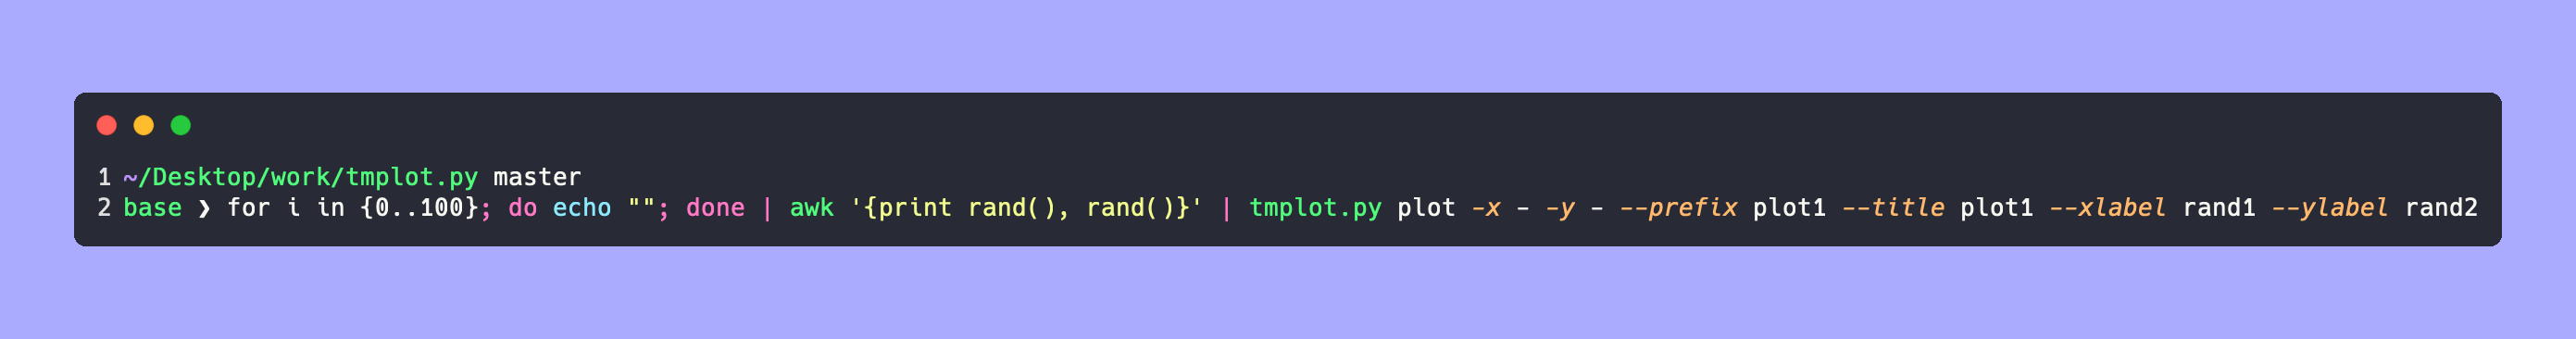 1 ~/Desktop/work/tmplot.py master
2 base ❯ for i in {0..100}; do echo ""; done | awk '{print rand(), rand()}' | tmplot.py plot -x - -y - --prefix plot1 --title plot1 --xlabel rand1 --ylabel rand2